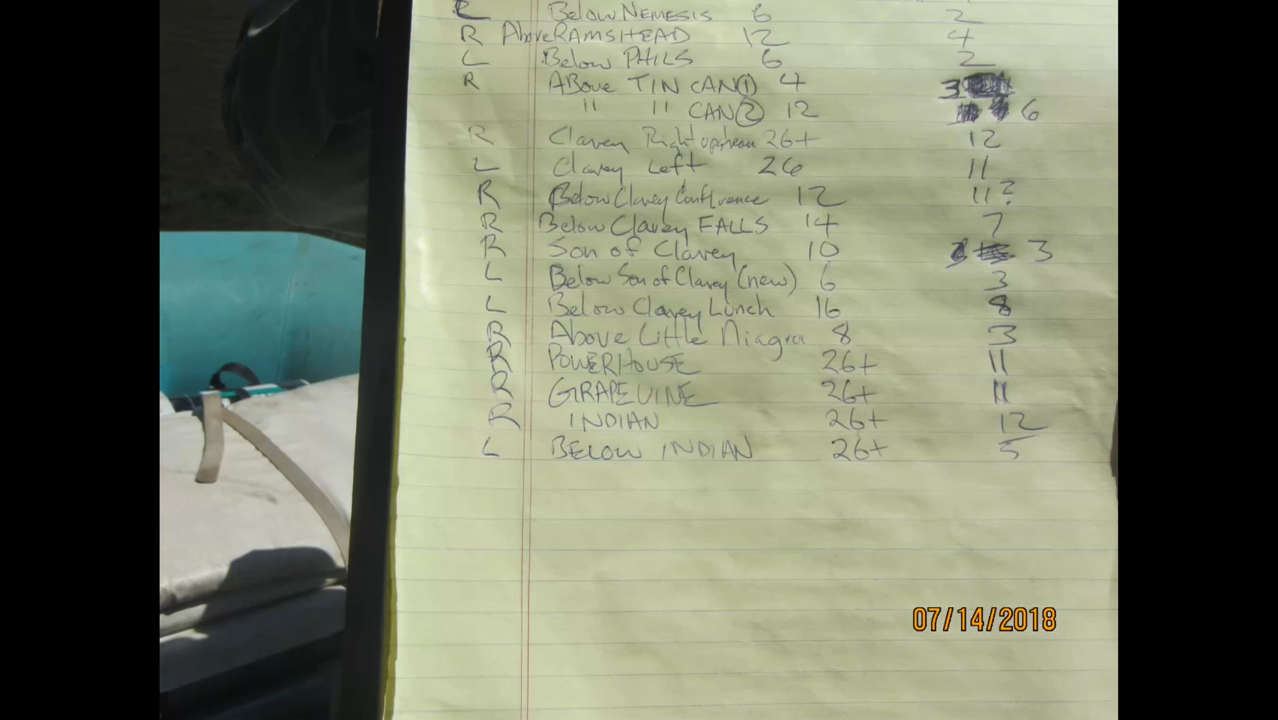 L Below NEMESIS 6 2
R Above RAMSHEAD 12 4
L Below PHILS 6 2
R ABove TIN CAN① 4 3
" " CAN② 12 6
R Clavey Right upstream 26+ 12
L Clavey Left 26 11
R Below Clavey Confluence 12 11?
R Below Clavey FALLS 14 7
R Son of Clavey 10 3
L Below Son of Clavey (new) 6 3
L Below Clavey Lunch 16 8
R Above Little Niagra 8 3
R POWERHOUSE 26+ 11
R GRAPEVINE 26+ 11
R INDIAN 26+ 12
L BELOW INDIAN 26+ 5
07/14/2018